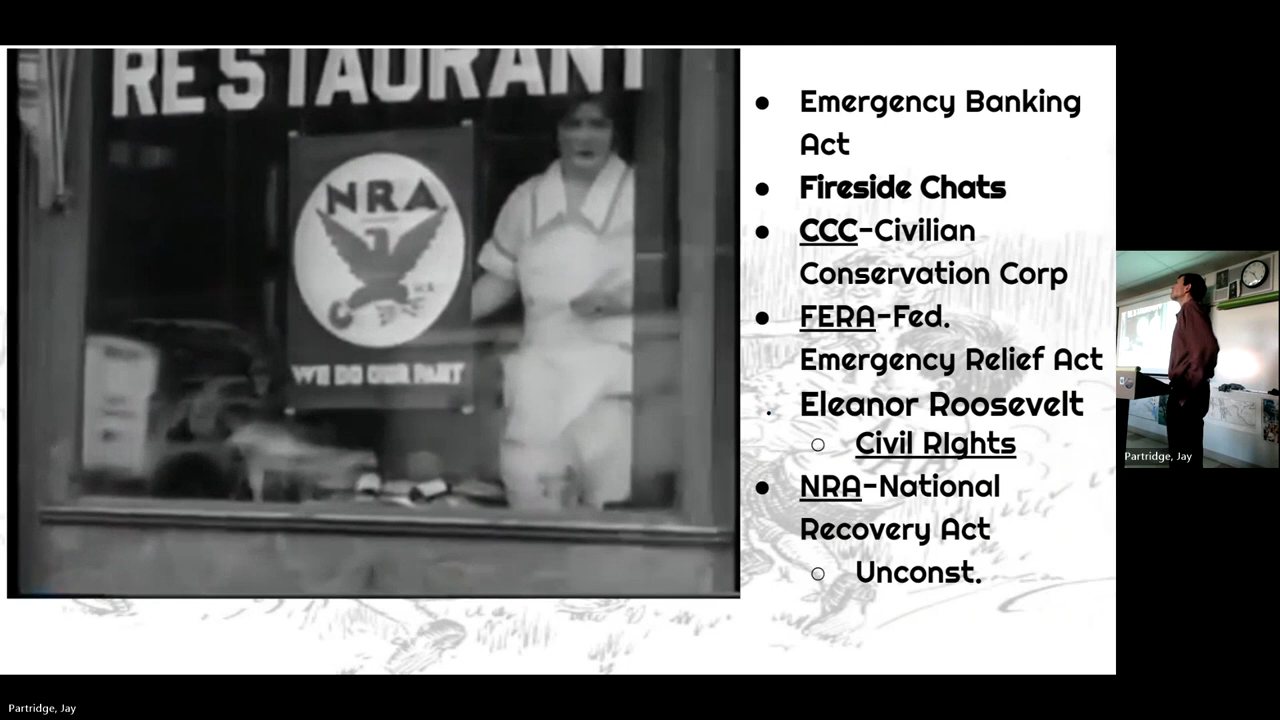 RESTAURANT
NRA
WE DO OUR PART
Emergency Banking
Act
Fireside Chats
CCC-Civilian
Conservation Corp
FERA-Fed.
Emergency Relief Act
Eleanor Roosevelt
Civil RIghts
NRA-National
Recovery Act
Unconst.
Partridge, Jay
Partridge, Jay